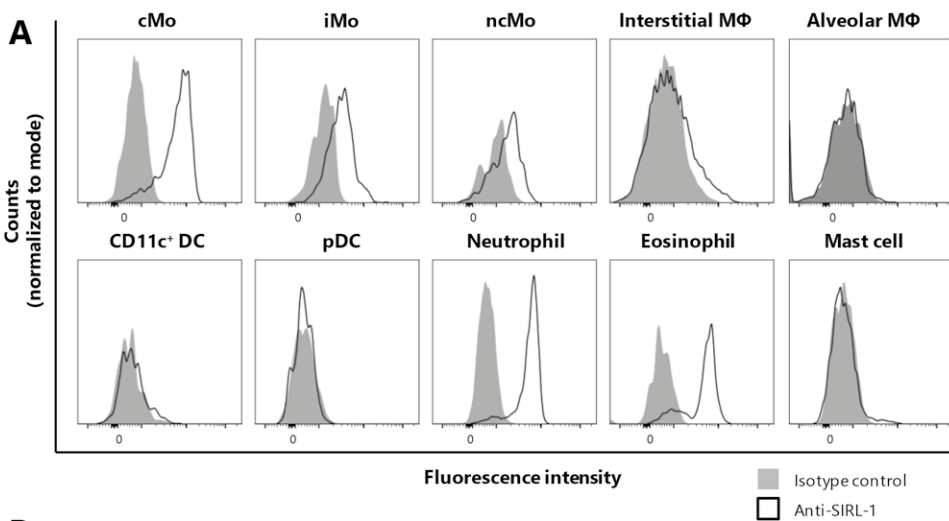 A
cMo iMo ncMo Interstitial MΦ Alveolar MΦ
Counts
(normalized to mode)
0 0 0 0 0
CD11c⁺ DC pDC Neutrophil Eosinophil Mast cell
0 0 0 0 0
Fluorescence intensity
Isotype control
Anti-SIRL-1